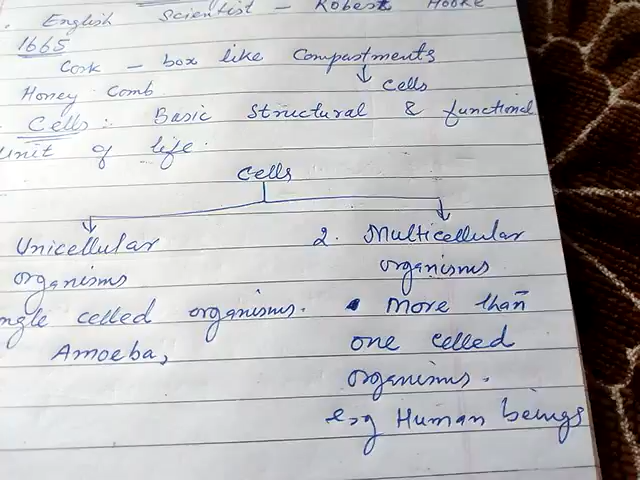 English Scientist - Robert Hooke
1665
Cork - box like Compartments
Honey Comb ↓ cells
Cells: Basic Structural & functional
unit of life.
Cells
Unicellular organisms
ngle celled organisms.
Amoeba,
2. Multicellular
organisms
More than
one celled
organisms.
e.g Human beings